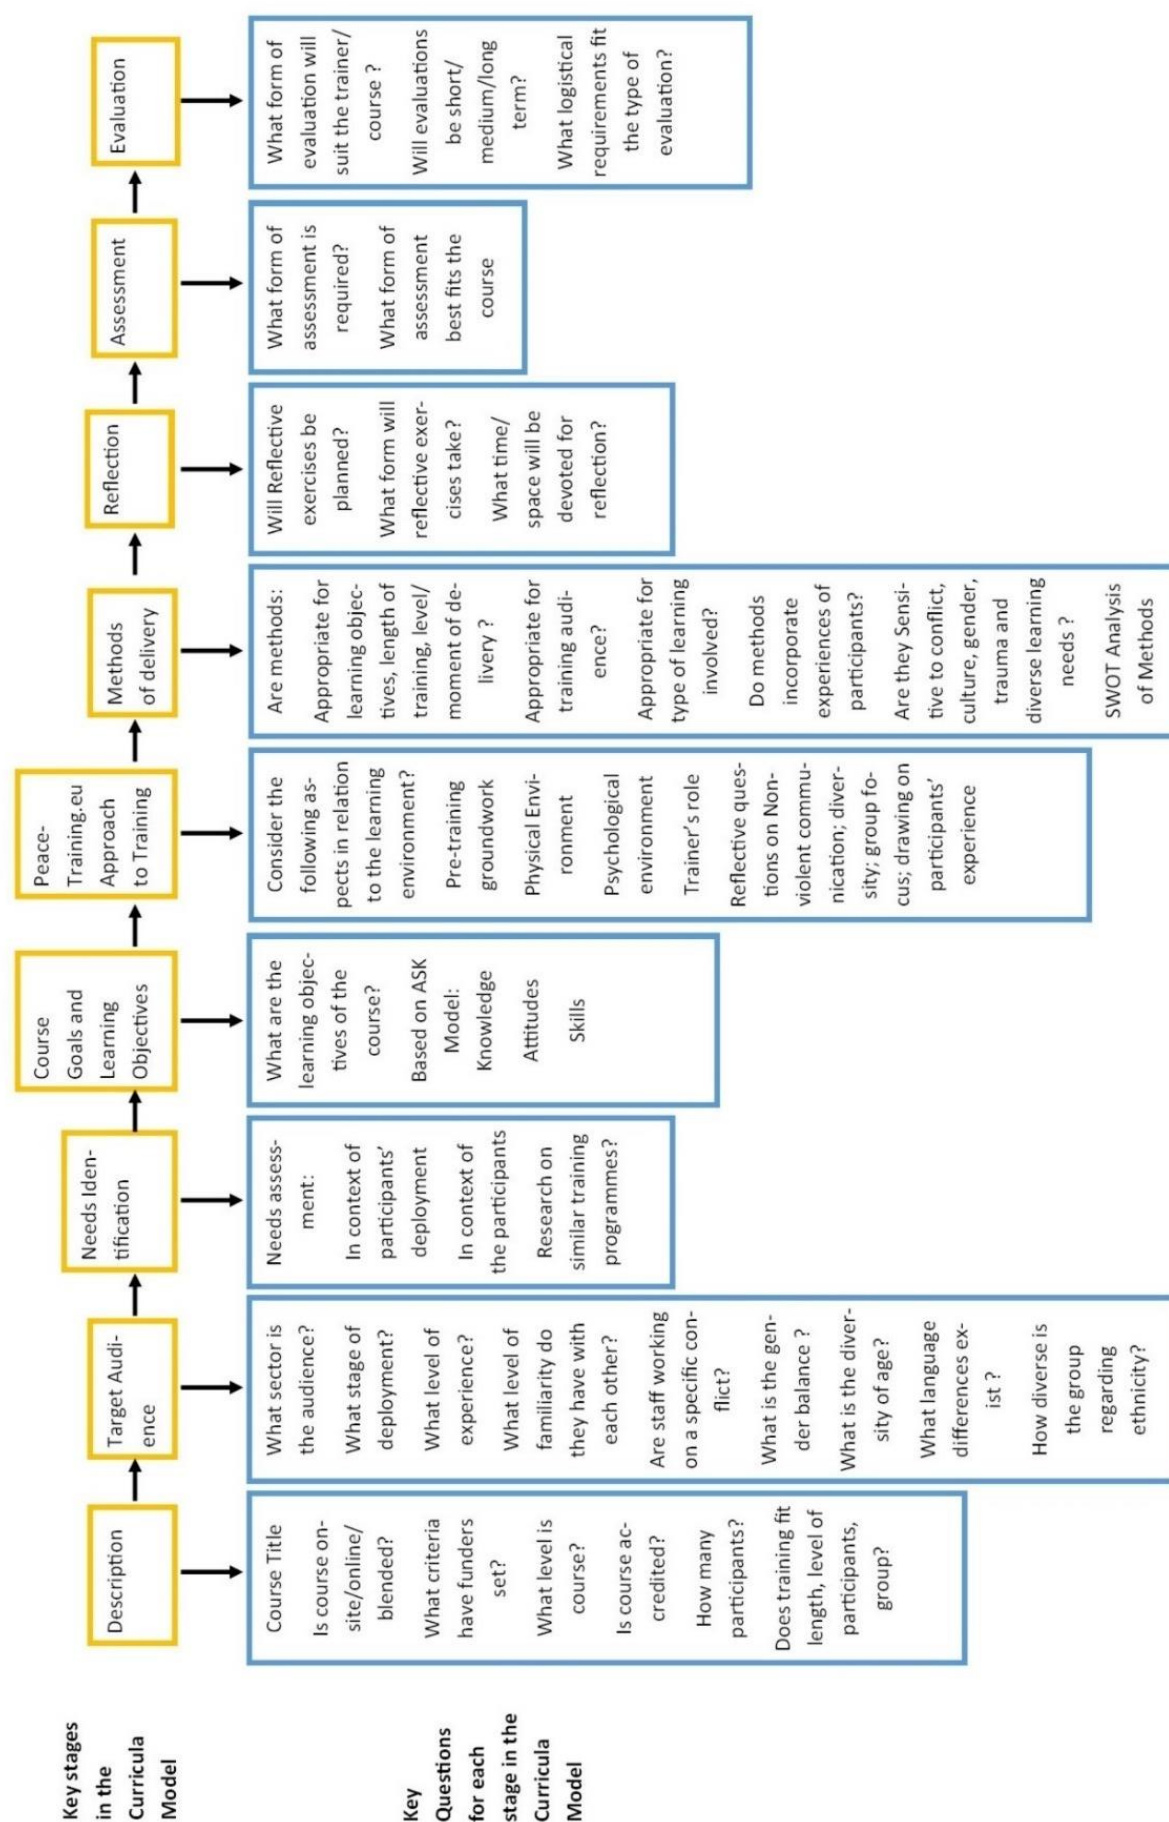 Key stages
in the
Curricula
Model
Description
Target Audi-
ence
Needs Iden-
tification
Course
Goals and
Learning
Objectives
Peace-
Training.eu
Approach
to Training
Methods
of delivery
Reflection
Assessment
Evaluation
Key
Questions
for each
stage in the
Curricula
Model
Course Title
Is course on-
site/online/
blended?
What criteria
have funders
set?
What level is
course?
Is course ac-
credited?
How many
participants?
Does training fit
length, level of
participants,
group?
What sector is
the audience?
What stage of
deployment?
What level of
experience?
What level of
familiarity do
they have with
each other?
Are staff working
on a specific con-
flict?
What is the gen-
der balance ?
What is the diver-
sity of age?
What language
differences ex-
ist ?
How diverse is
the group
regarding
ethnicity?
Needs assess-
ment:
In context of
participants’
deployment
In context of
the participants
Research on
similar training
programmes?
What are the
learning objec-
tives of the
course?
Based on ASK
Model:
Knowledge
Attitudes
Skills
Consider the
following as-
pects in relation
to the learning
environment?
Pre-training
groundwork
Physical Envi-
ronment
Psychological
environment
Trainer’s role
Reflective ques-
tions on Non-
violent commu-
nication; diver-
sity; group fo-
cus; drawing on
participants’
experience
Are methods:
Appropriate for
learning objec-
tives, length of
training, level/
moment of de-
livery ?
Appropriate for
training audi-
ence?
Appropriate for
type of learning
involved?
Do methods
incorporate
experiences of
participants?
Are they Sensi-
tive to conflict,
culture, gender,
trauma and
diverse learning
needs ?
SWOT Analysis
of Methods
Will Reflective
exercises be
planned?
What form will
reflective exer-
cises take?
What time/
space will be
devoted for
reflection?
What form of
assessment is
required?
What form of
assessment
best fits the
course
What form of
evaluation will
suit the trainer/
course ?
Will evaluations
be short/
medium/long
term?
What logistical
requirements fit
the type of
evaluation?